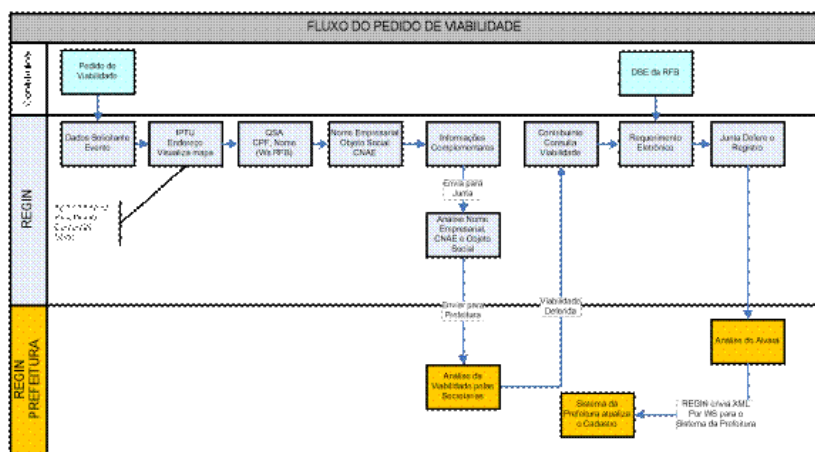 FLUXO DO PEDIDO DE VIABILIDADE
Pedido de
Viabilidade
DBE da RFB
REGIN
Dados Solicitante
Evento
IPTU
Endereço
Visualiza mapa
QSA
CPF, Nome
(Ws RFB)
Nome Empresarial
Objeto Social
CNAE
Informações
Complementares
Contribuinte
Consulta
Viabilidade
Requerimento
Eletrônico
Junta Defere o
Registro
Envia para
Junta
Análise Nome
Empresarial,
CNAE e Objeto
Social
Enviar para
Prefeitura
Viabilidade
Deferida
REGIN
PREFEITURA
Análise da
Viabilidade pelas
Secretarias
Análise do Alvará
Sistema da
Prefeitura atualiza
o Cadastro
REGIN envia XML
Por WS para o
Sistema da Prefeitura